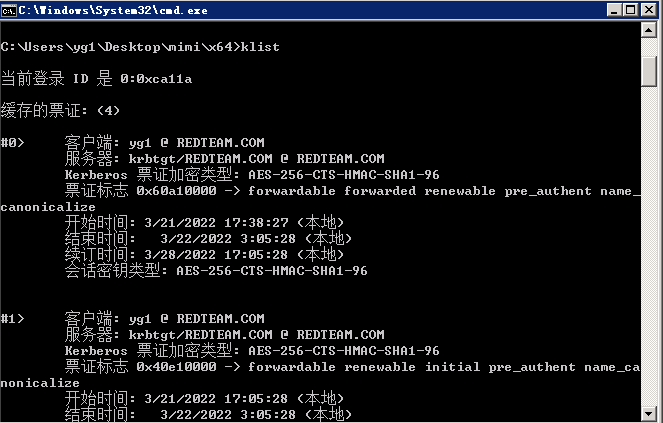 C:\Windows\System32\cmd.exe
C:\Users\yg1\Desktop\mimi\x64>klist
当前登录 ID 是 0:0xca11a
缓存的票证: (4)
#0> 客户端: yg1 @ REDTEAM.COM
服务器: krbtgt/REDTEAM.COM @ REDTEAM.COM
Kerberos 票证加密类型: AES-256-CTS-HMAC-SHA1-96
票证标志 0x60a10000 -> forwardable forwarded renewable pre_authent name_
canonicalize
开始时间: 3/21/2022 17:38:27 (本地)
结束时间: 3/22/2022 3:05:28 (本地)
续订时间: 3/28/2022 17:05:28 (本地)
会话密钥类型: AES-256-CTS-HMAC-SHA1-96
#1> 客户端: yg1 @ REDTEAM.COM
服务器: krbtgt/REDTEAM.COM @ REDTEAM.COM
Kerberos 票证加密类型: AES-256-CTS-HMAC-SHA1-96
票证标志 0x40e10000 -> forwardable renewable initial pre_authent name_ca
nonicalize
开始时间: 3/21/2022 17:05:28 (本地)
结束时间: 3/22/2022 3:05:28 (本地)